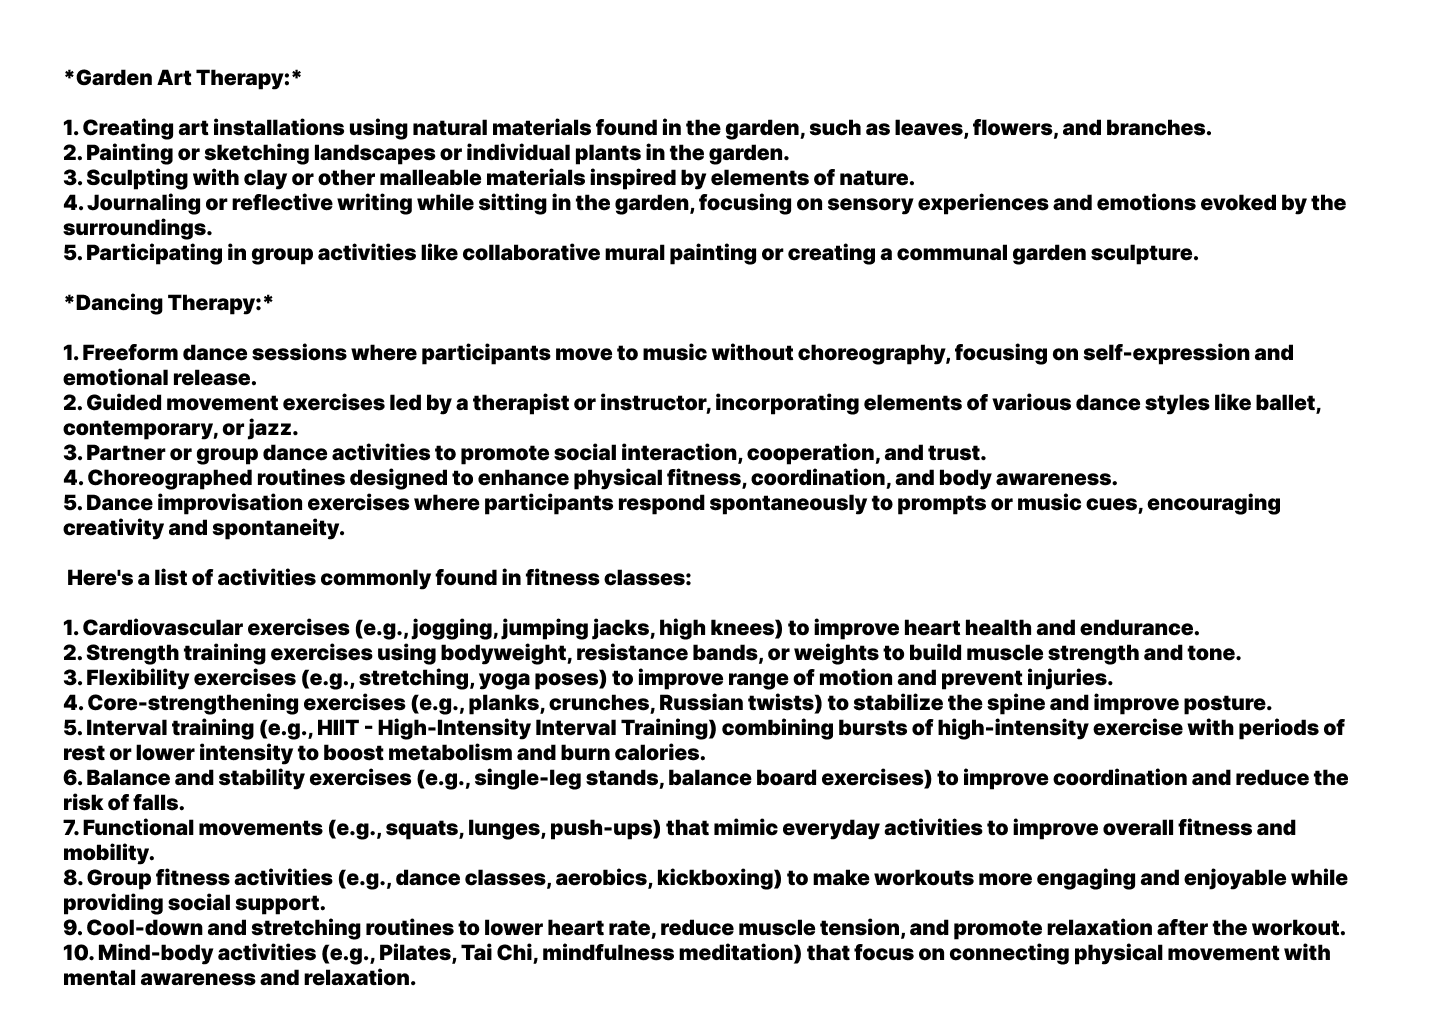 *Garden Art Therapy:*
1. Creating art installations using natural materials found in the garden, such as leaves, flowers, and branches.
2. Painting or sketching landscapes or individual plants in the garden.
3. Sculpting with clay or other malleable materials inspired by elements of nature.
4. Journaling or reflective writing while sitting in the garden, focusing on sensory experiences and emotions evoked by the
surroundings.
5. Participating in group activities like collaborative mural painting or creating a communal garden sculpture.
*Dancing Therapy:*
1. Freeform dance sessions where participants move to music without choreography, focusing on self-expression and
emotional release.
2. Guided movement exercises led by a therapist or instructor, incorporating elements of various dance styles like ballet,
contemporary, or jazz.
3. Partner or group dance activities to promote social interaction, cooperation, and trust.
4. Choreographed routines designed to enhance physical fitness, coordination, and body awareness.
5. Dance improvisation exercises where participants respond spontaneously to prompts or music cues, encouraging
creativity and spontaneity.
Here's a list of activities commonly found in fitness classes:
1. Cardiovascular exercises (e.g., jogging, jumping jacks, high knees) to improve heart health and endurance.
2. Strength training exercises using bodyweight, resistance bands, or weights to build muscle strength and tone.
3. Flexibility exercises (e.g., stretching, yoga poses) to improve range of motion and prevent injuries.
4. Core-strengthening exercises (e.g., planks, crunches, Russian twists) to stabilize the spine and improve posture.
5. Interval training (e.g., HIIT - High-Intensity Interval Training) combining bursts of high-intensity exercise with periods of
rest or lower intensity to boost metabolism and burn calories.
6. Balance and stability exercises (e.g., single-leg stands, balance board exercises) to improve coordination and reduce the
risk of falls.
7. Functional movements (e.g., squats, lunges, push-ups) that mimic everyday activities to improve overall fitness and
mobility.
8. Group fitness activities (e.g., dance classes, aerobics, kickboxing) to make workouts more engaging and enjoyable while
providing social support.
9. Cool-down and stretching routines to lower heart rate, reduce muscle tension, and promote relaxation after the workout.
10. Mind-body activities (e.g., Pilates, Tai Chi, mindfulness meditation) that focus on connecting physical movement with
mental awareness and relaxation.